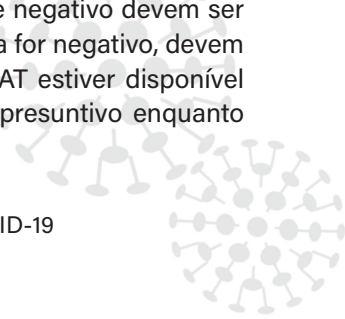 e negativo devem ser
a for negativo, devem
AT estiver disponível
presuntivo enquanto
ID-19